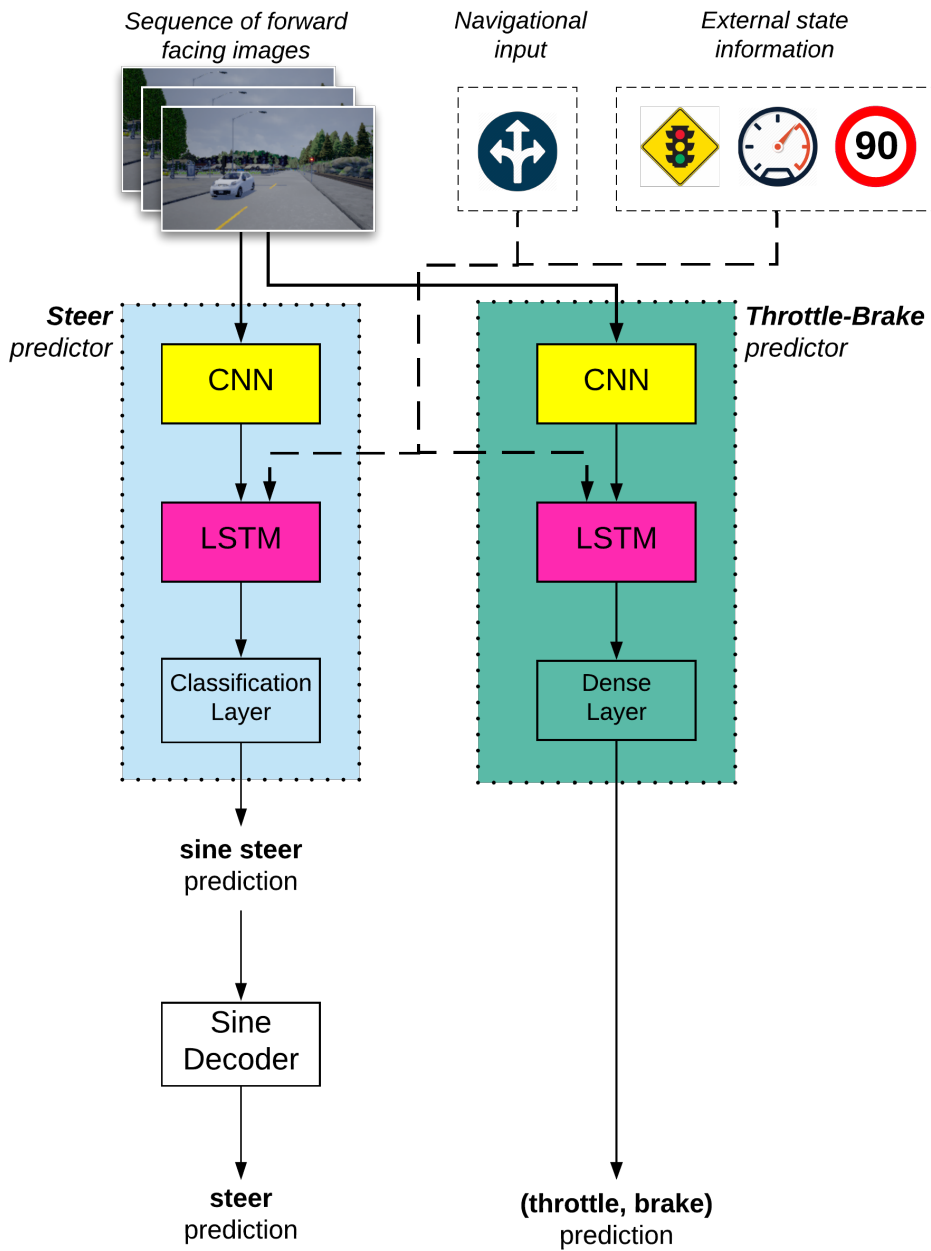 Sequence of forward
facing images
Navigational
input
External state
information
90
Steer
predictor
Throttle-Brake
predictor
CNN
CNN
LSTM
LSTM
Classification
Layer
Dense
Layer
sine steer
prediction
Sine
Decoder
steer
prediction
(throttle, brake)
prediction